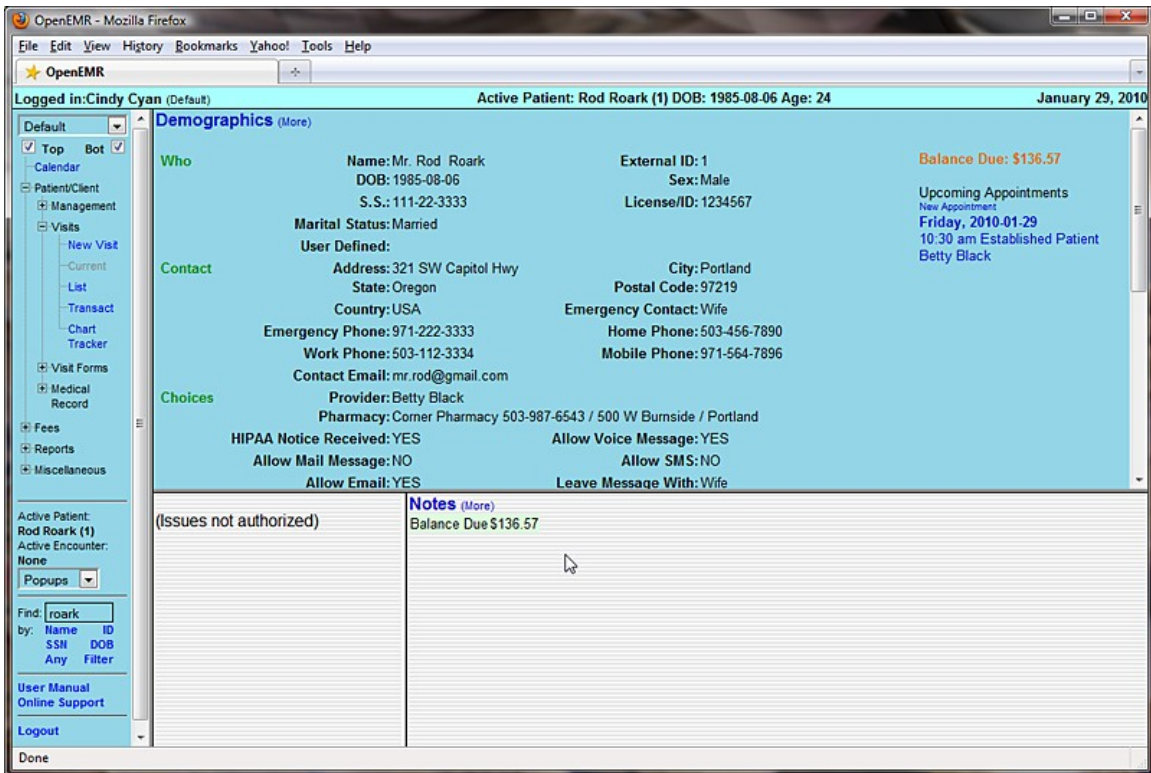 OpenEMR - Mozilla Firefox
File Edit View History Bookmarks Yahoo! Tools Help
OpenEMR
Logged in:Cindy Cyan (Default) Active Patient: Rod Roark (1) DOB: 1985-08-06 Age: 24 January 29, 2010
Default
Top Bot
Calendar
Patient/Client
Management
Visits
New Visit
Current
List
Transact
Chart
Tracker
Visit Forms
Medical
Record
Fees
Reports
Miscellaneous
Active Patient:
Rod Roark (1)
Active Encounter:
None
Popups
Find: roark
by: Name ID
SSN DOB
Any Filter
User Manual
Online Support
Logout
Demographics (More)
Who Name: Mr. Rod Roark External ID: 1
DOB: 1985-08-06 Sex: Male
S.S.: 111-22-3333 License/ID: 1234567
Marital Status: Married
User Defined:
Contact Address: 321 SW Capitol Hwy City: Portland
State: Oregon Postal Code: 97219
Country: USA Emergency Contact: Wife
Emergency Phone: 971-222-3333 Home Phone: 503-456-7890
Work Phone: 503-112-3334 Mobile Phone: 971-564-7896
Contact Email: mr.rod@gmail.com
Choices Provider: Betty Black
Pharmacy: Corner Pharmacy 503-987-6543 / 500 W Burnside / Portland
HIPAA Notice Received: YES Allow Voice Message: YES
Allow Mail Message: NO Allow SMS: NO
Allow Email: YES Leave Message With: Wife
Balance Due: $136.57
Upcoming Appointments
New Appointment
Friday, 2010-01-29
10:30 am Established Patient
Betty Black
(Issues not authorized)
Notes (More)
Balance Due $136.57
Done